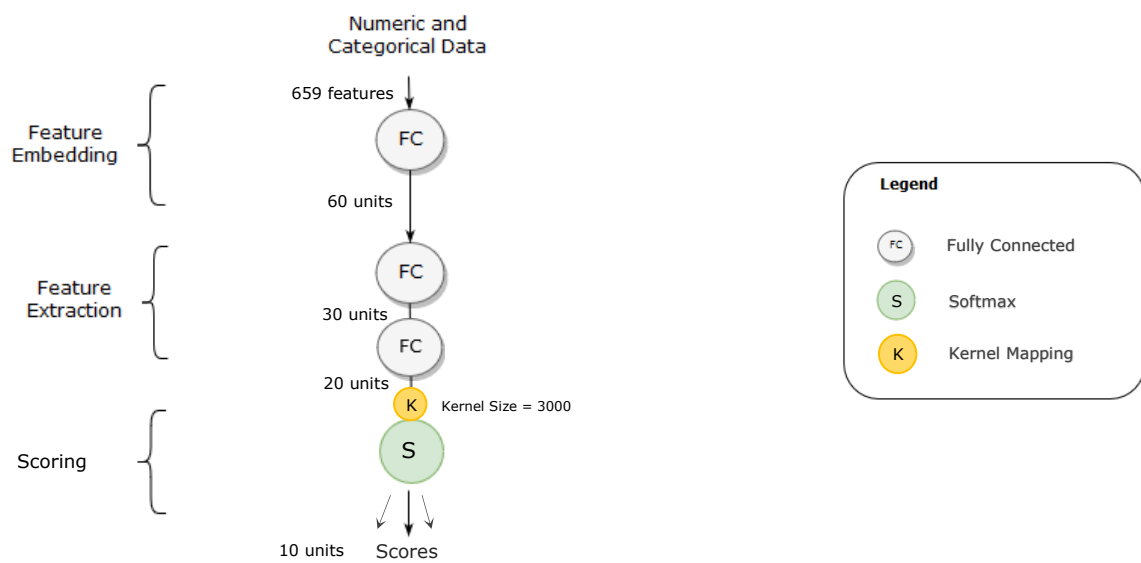 Numeric and
Categorical Data
659 features
FC
Feature
Embedding
60 units
FC
Feature
Extraction
30 units
FC
20 units
K
Kernel Size = 3000
S
Scoring
10 units
Scores
Legend
FC
Fully Connected
S
Softmax
K
Kernel Mapping